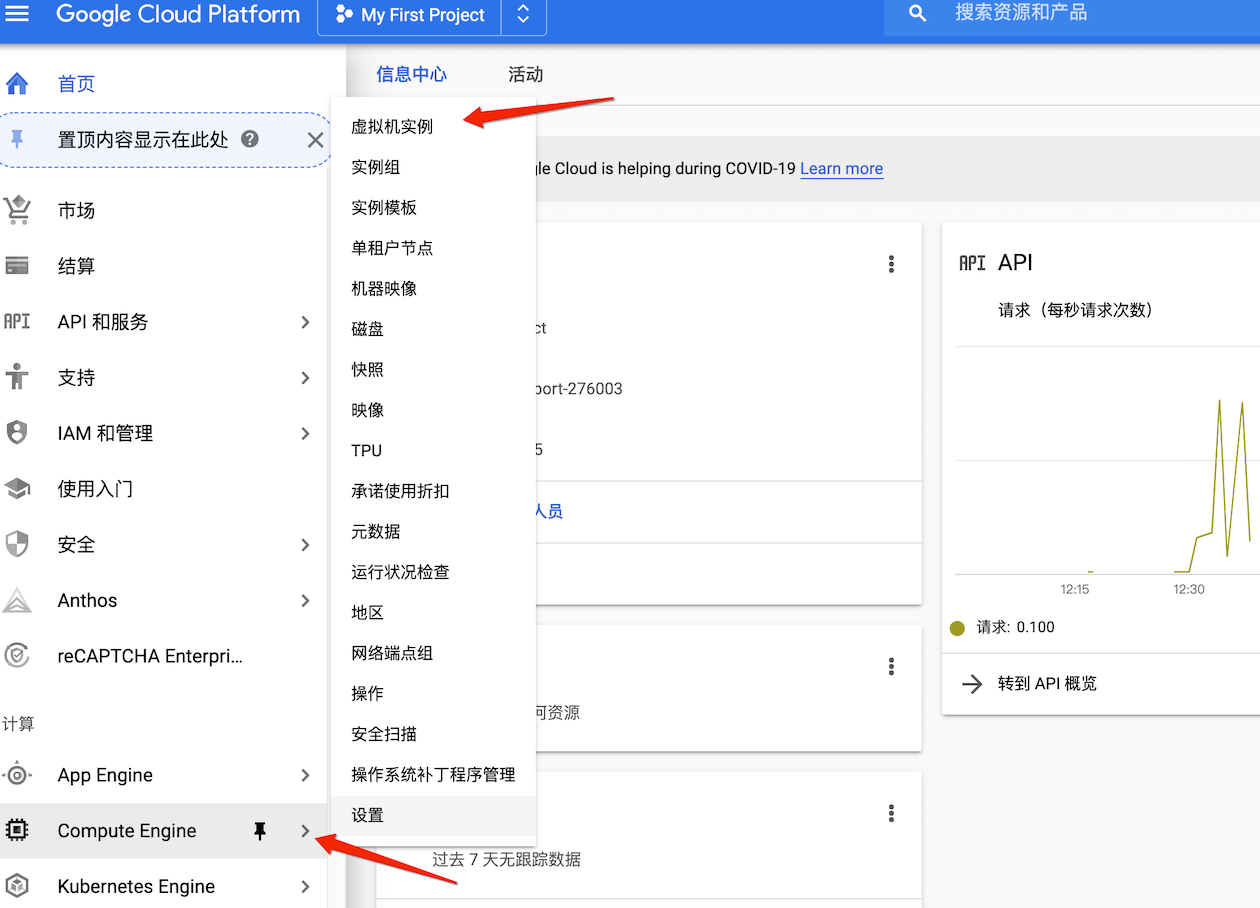 Google Cloud Platform
My First Project
搜索资源和产品
首页
置顶内容显示在此处
市场
结算
API API 和服务
支持
IAM 和管理
使用入门
安全
Anthos
reCAPTCHA Enterpri...
计算
App Engine
Compute Engine
Kubernetes Engine
虚拟机实例
实例组
实例模板
单租户节点
机器映像
磁盘
快照
映像
TPU
承诺使用折扣
元数据
运行状况检查
地区
网络端点组
操作
安全扫描
操作系统补丁程序管理
设置
信息中心 活动
gle Cloud is helping during COVID-19 Learn more
ct
port-276003
5
人员
何资源
过去 7 天无跟踪数据
API API
请求（每秒请求次数）
12:15 12:30
请求: 0.100
转到 API 概览